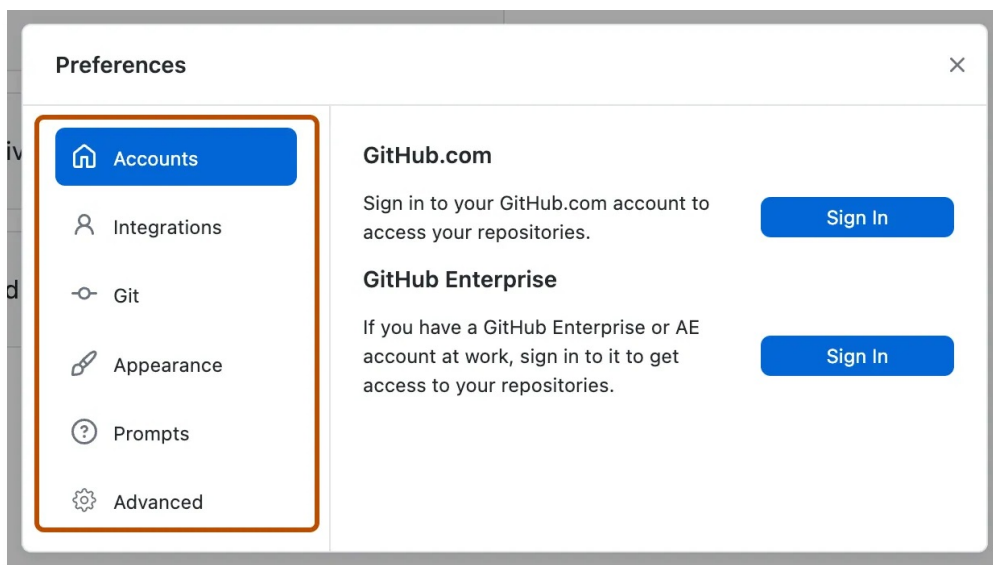 Preferences
Accounts
Integrations
Git
Appearance
Prompts
Advanced
GitHub.com
Sign in to your GitHub.com account to
access your repositories.
Sign In
GitHub Enterprise
If you have a GitHub Enterprise or AE
account at work, sign in to it to get
access to your repositories.
Sign In